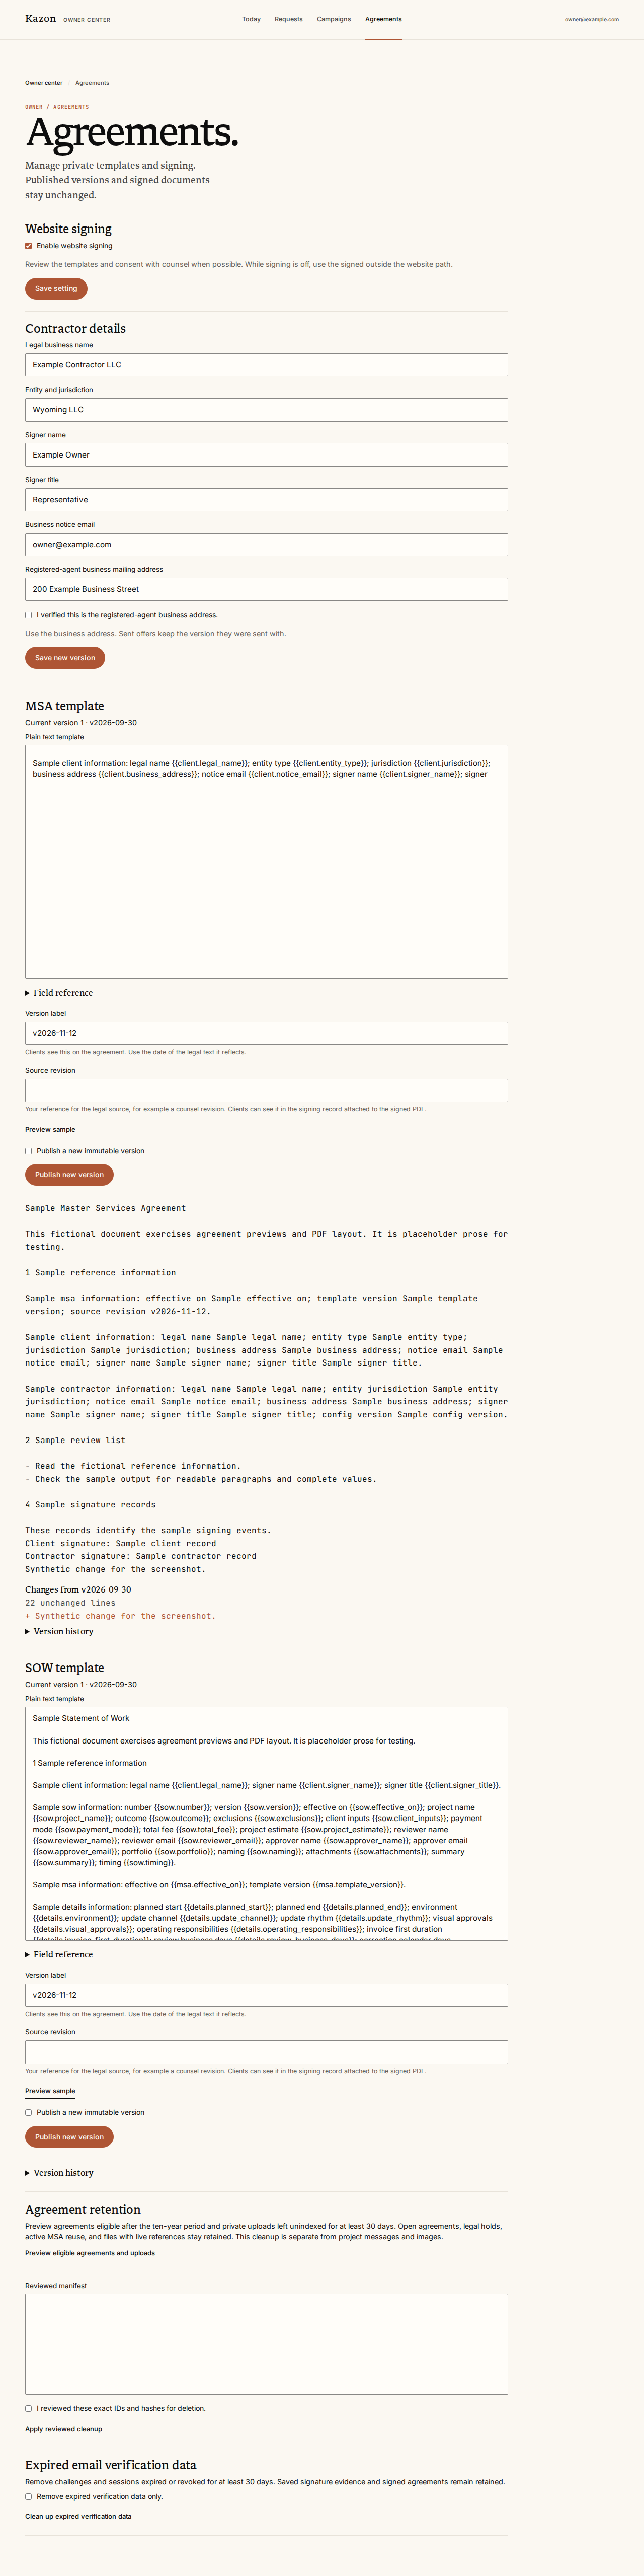 Kazon OWNER CENTER
Today Requests Campaigns Agreements
owner@example.com
Owner center / Agreements
OWNER / AGREEMENTS
Agreements.
Manage private templates and signing.
Published versions and signed documents
stay unchanged.
Website signing
Enable website signing
Review the templates and consent with counsel when possible. While signing is off, use the signed outside the website path.
Save setting
Contractor details
Legal business name
Example Contractor LLC
Entity and jurisdiction
Wyoming LLC
Signer name
Example Owner
Signer title
Representative
Business notice email
owner@example.com
Registered-agent business mailing address
200 Example Business Street
I verified this is the registered-agent business address.
Use the business address. Sent offers keep the version they were sent with.
Save new version
MSA template
Current version 1 · v2026-09-30
Plain text template
Sample client information: legal name {{client.legal_name}}; entity type {{client.entity_type}}; jurisdiction {{client.jurisdiction}};
business address {{client.business_address}}; notice email {{client.notice_email}}; signer name {{client.signer_name}}; signer
Field reference
Version label
v2026-11-12
Clients see this on the agreement. Use the date of the legal text it reflects.
Source revision
Your reference for the legal source, for example a counsel revision. Clients can see it in the signing record attached to the signed PDF.
Preview sample
Publish a new immutable version
Publish new version
Sample Master Services Agreement
This fictional document exercises agreement previews and PDF layout. It is placeholder prose for
testing.
1 Sample reference information
Sample msa information: effective on Sample effective on; template version Sample template
version; source revision v2026-11-12.
Sample client information: legal name Sample legal name; entity type Sample entity type;
jurisdiction Sample jurisdiction; business address Sample business address; notice email Sample
notice email; signer name Sample signer name; signer title Sample signer title.
Sample contractor information: legal name Sample legal name; entity jurisdiction Sample entity
jurisdiction; notice email Sample notice email; business address Sample business address; signer
name Sample signer name; signer title Sample signer title; config version Sample config version.
2 Sample review list
- Read the fictional reference information.
- Check the sample output for readable paragraphs and complete values.
4 Sample signature records
These records identify the sample signing events.
Client signature: Sample client record
Contractor signature: Sample contractor record
Synthetic change for the screenshot.
Changes from v2026-09-30
22 unchanged lines
+ Synthetic change for the screenshot.
Version history
SOW template
Current version 1 · v2026-09-30
Plain text template
Sample Statement of Work
This fictional document exercises agreement previews and PDF layout. It is placeholder prose for testing.
1 Sample reference information
Sample client information: legal name {{client.legal_name}}; signer name {{client.signer_name}}; signer title {{client.signer_title}}.
Sample sow information: number {{sow.number}}; version {{sow.version}}; effective on {{sow.effective_on}}; project name
{{sow.project_name}}; outcome {{sow.outcome}}; exclusions {{sow.exclusions}}; client inputs {{sow.client_inputs}}; payment
mode {{sow.payment_mode}}; total fee {{sow.total_fee}}; project estimate {{sow.project_estimate}}; reviewer name
{{sow.reviewer_name}}; reviewer email {{sow.reviewer_email}}; approver name {{sow.approver_name}}; approver email
{{sow.approver_email}}; portfolio {{sow.portfolio}}; naming {{sow.naming}}; attachments {{sow.attachments}}; summary
{{sow.summary}}; timing {{sow.timing}}.
Sample msa information: effective on {{msa.effective_on}}; template version {{msa.template_version}}.
Sample details information: planned start {{details.planned_start}}; planned end {{details.planned_end}}; environment
{{details.environment}}; update channel {{details.update_channel}}; update rhythm {{details.update_rhythm}}; visual approvals
{{details.visual_approvals}}; operating responsibilities {{details.operating_responsibilities}}; invoice first duration
{{details.invoice_first_duration}}; review business days {{details.review_business_days}}; correction calendar days
Field reference
Version label
v2026-11-12
Clients see this on the agreement. Use the date of the legal text it reflects.
Source revision
Your reference for the legal source, for example a counsel revision. Clients can see it in the signing record attached to the signed PDF.
Preview sample
Publish a new immutable version
Publish new version
Version history
Agreement retention
Preview agreements eligible after the ten-year period and private uploads left unindexed for at least 30 days. Open agreements, legal holds,
active MSA reuse, and files with live references stay retained. This cleanup is separate from project messages and images.
Preview eligible agreements and uploads
Reviewed manifest
I reviewed these exact IDs and hashes for deletion.
Apply reviewed cleanup
Expired email verification data
Remove challenges and sessions expired or revoked for at least 30 days. Saved signature evidence and signed agreements remain retained.
Remove expired verification data only.
Clean up expired verification data